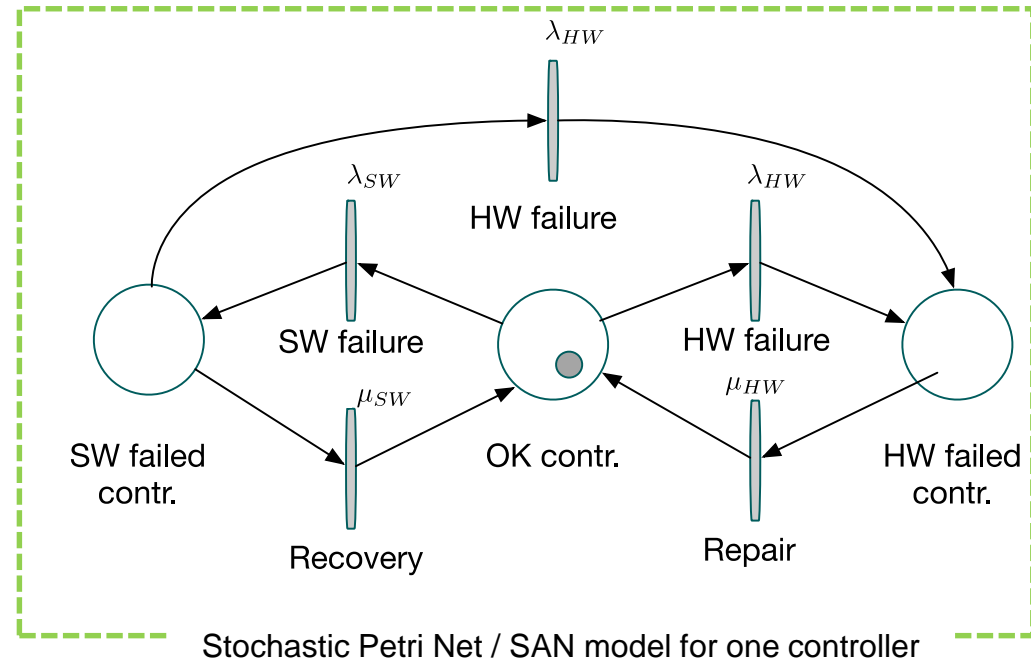 λ_HW
HW failure
λ_SW
SW failure
λ_HW
HW failure
μ_SW
Recovery
μ_HW
Repair
SW failed
contr.
OK contr.
HW failed
contr.
Stochastic Petri Net / SAN model for one controller